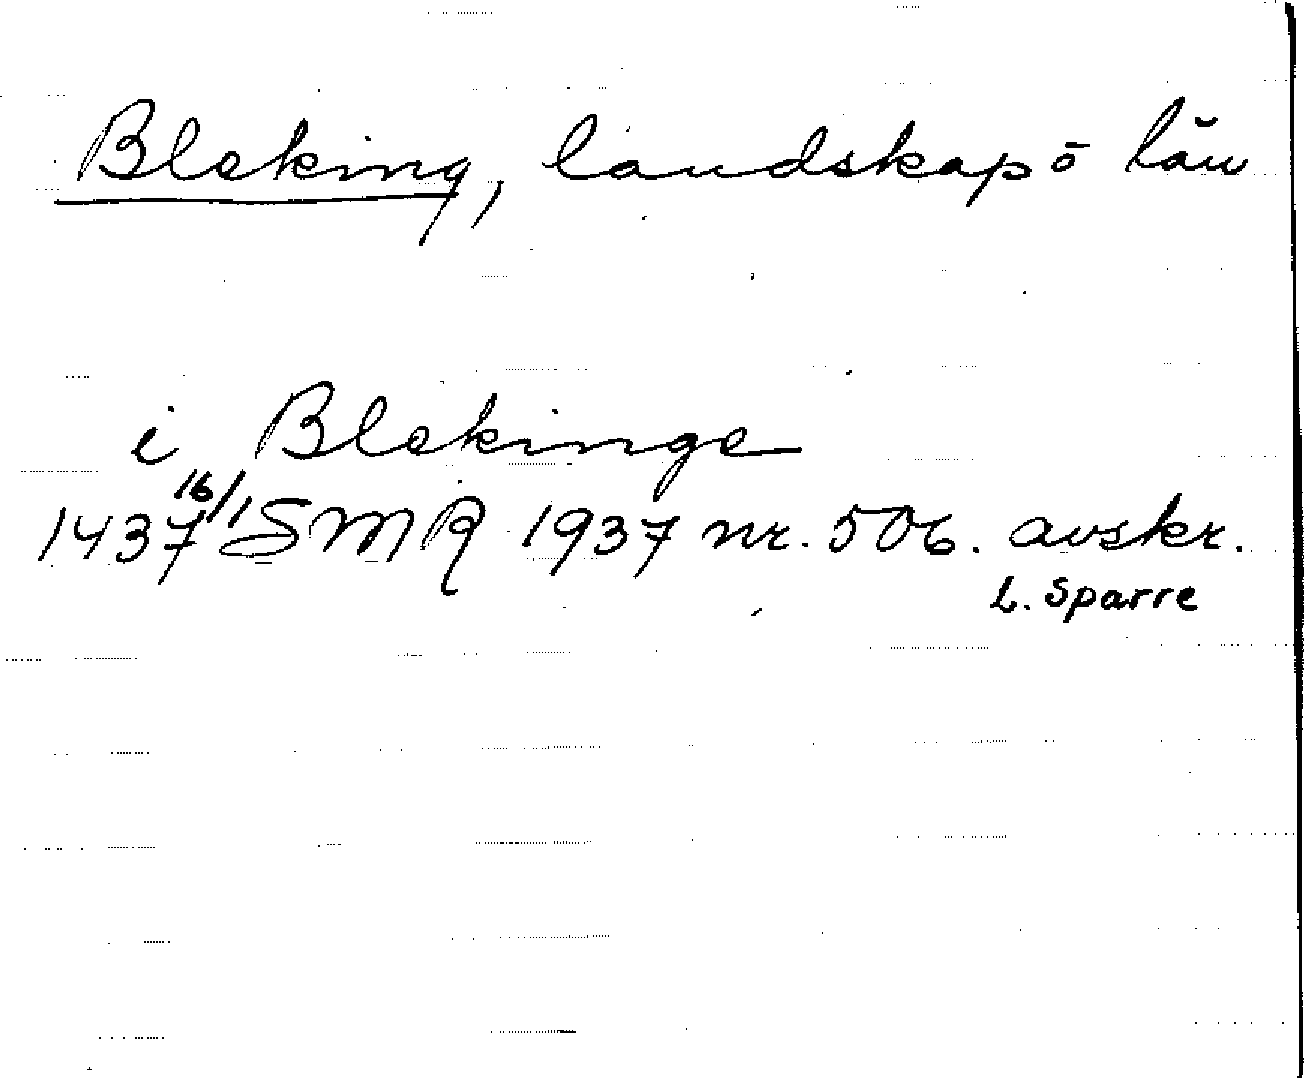 Bleking, landskap o län
i Blekinge
1437 16/1 SMR 1937 nr. 506. avskr.
L. Sparre